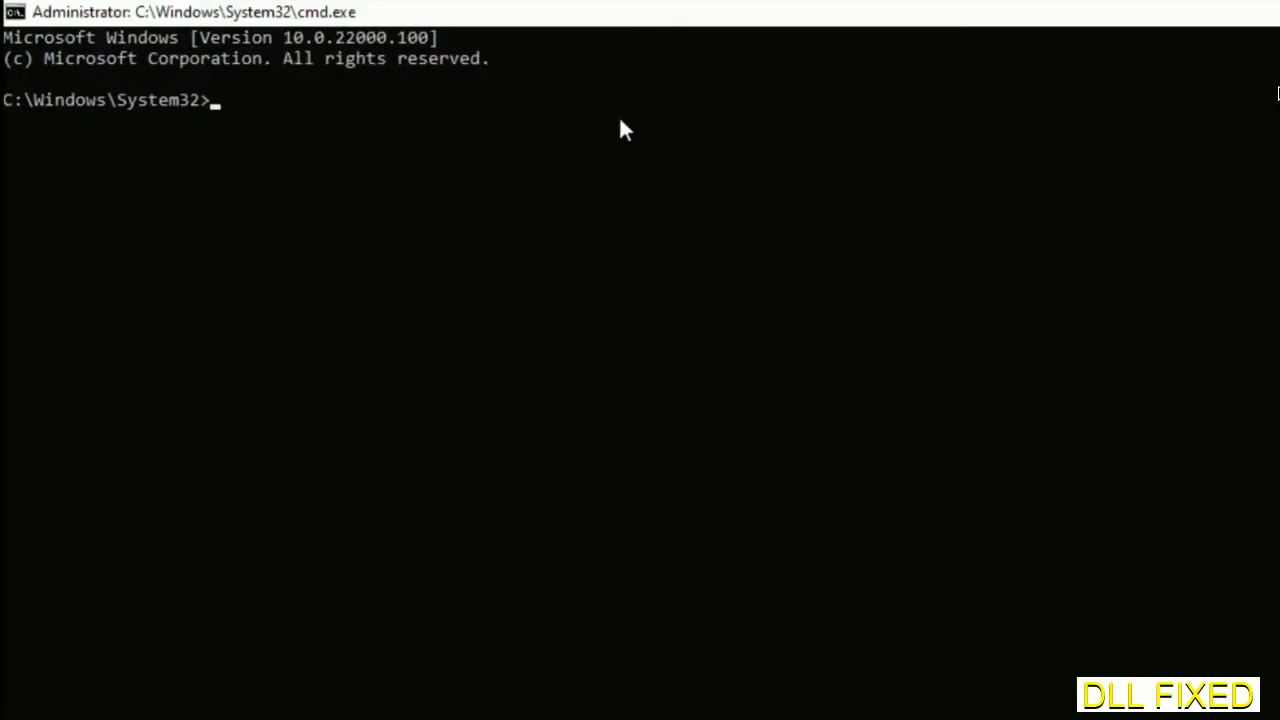 Administrator: C:\Windows\System32\cmd.exe
Microsoft Windows [Version 10.0.22000.100]
(c) Microsoft Corporation. All rights reserved.
C:\Windows\System32>
DLL FIXED